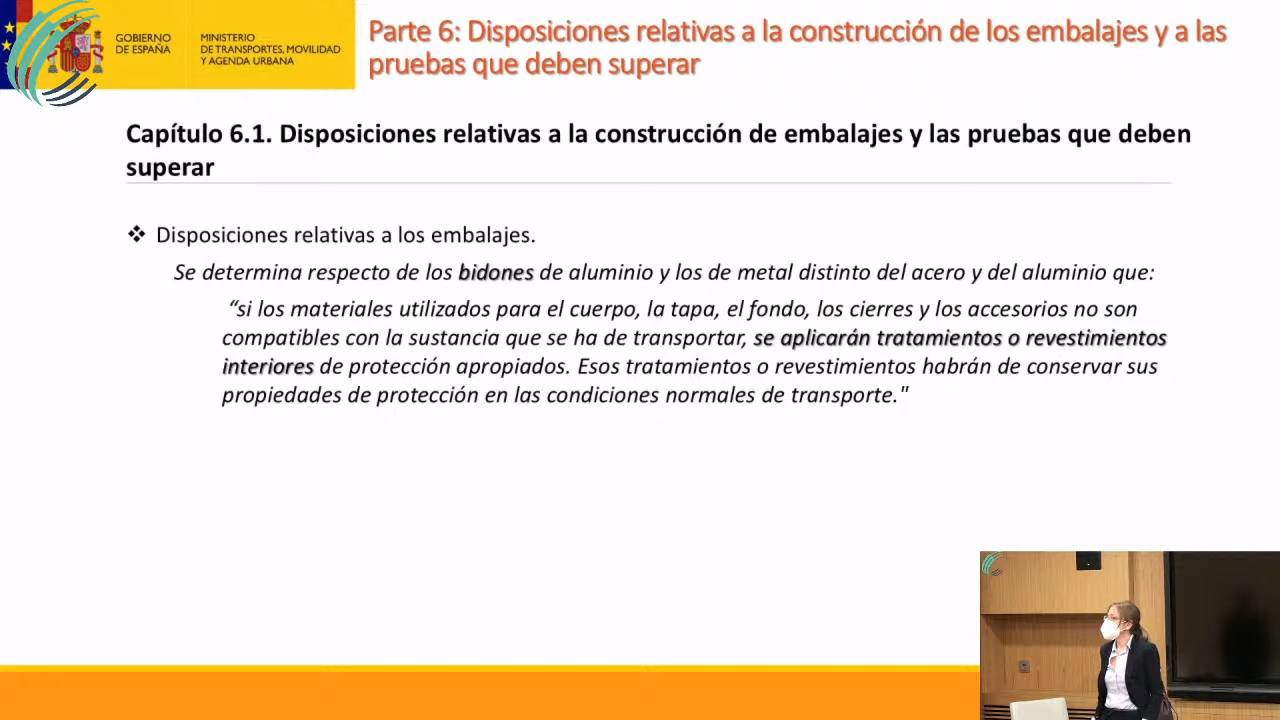 GOBIERNO
DE ESPAÑA
MINISTERIO
DE TRANSPORTES, MOVILIDAD
Y AGENDA URBANA
Parte 6: Disposiciones relativas a la construcción de los embalajes y a las
pruebas que deben superar
Capítulo 6.1. Disposiciones relativas a la construcción de embalajes y las pruebas que deben
superar
❖ Disposiciones relativas a los embalajes.
Se determina respecto de los bidones de aluminio y los de metal distinto del acero y del aluminio que:
“si los materiales utilizados para el cuerpo, la tapa, el fondo, los cierres y los accesorios no son
compatibles con la sustancia que se ha de transportar, se aplicarán tratamientos o revestimientos
interiores de protección apropiados. Esos tratamientos o revestimientos habrán de conservar sus
propiedades de protección en las condiciones normales de transporte."